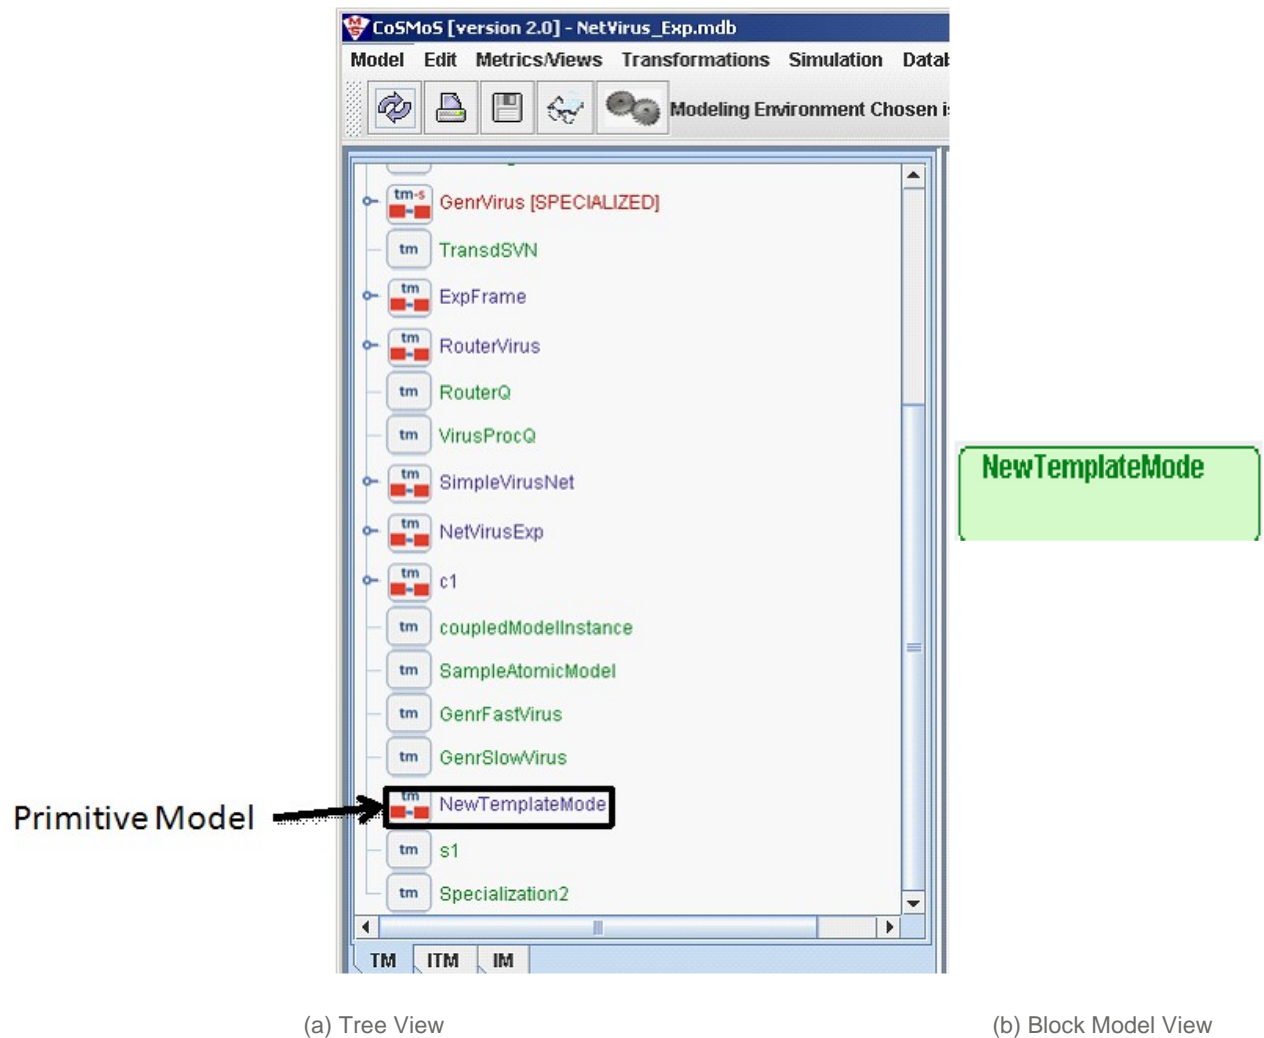 CoSMoS [version 2.0] - NetVirus_Exp.mdb
Model Edit Metrics/Views Transformations Simulation
Modeling Environment Chosen
tm-s GenrVirus [SPECIALIZED]
tm TransdSVN
tm ExpFrame
tm RouterVirus
tm RouterQ
tm VirusProcQ
tm SimpleVirusNet
tm NetVirusExp
tm c1
tm coupledModelInstance
tm SampleAtomicModel
tm GenrFastVirus
tm GenrSlowVirus
Primitive Model
tm NewTemplateMode
tm s1
tm Specialization2
TM ITM IM
NewTemplateMode
(a) Tree View
(b) Block Model View